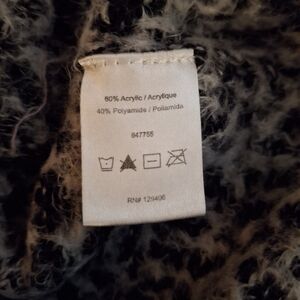 60% Acrylic / Acrylique
40% Polyamide / Poliamida
847755
RN# 129406